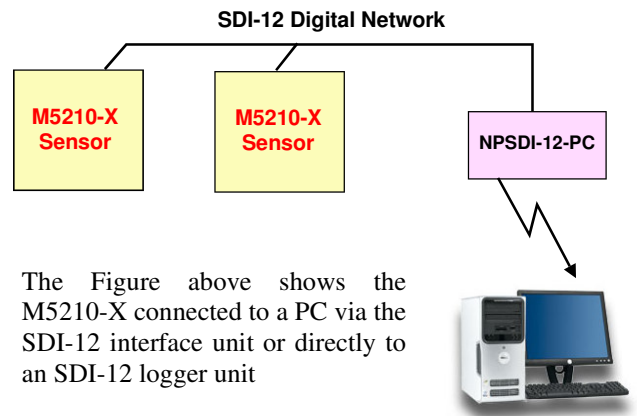 SDI-12 Digital Network
M5210-X
Sensor
M5210-X
Sensor
NPSDI-12-PC
The Figure above shows the
M5210-X connected to a PC via the
SDI-12 interface unit or directly to
an SDI-12 logger unit